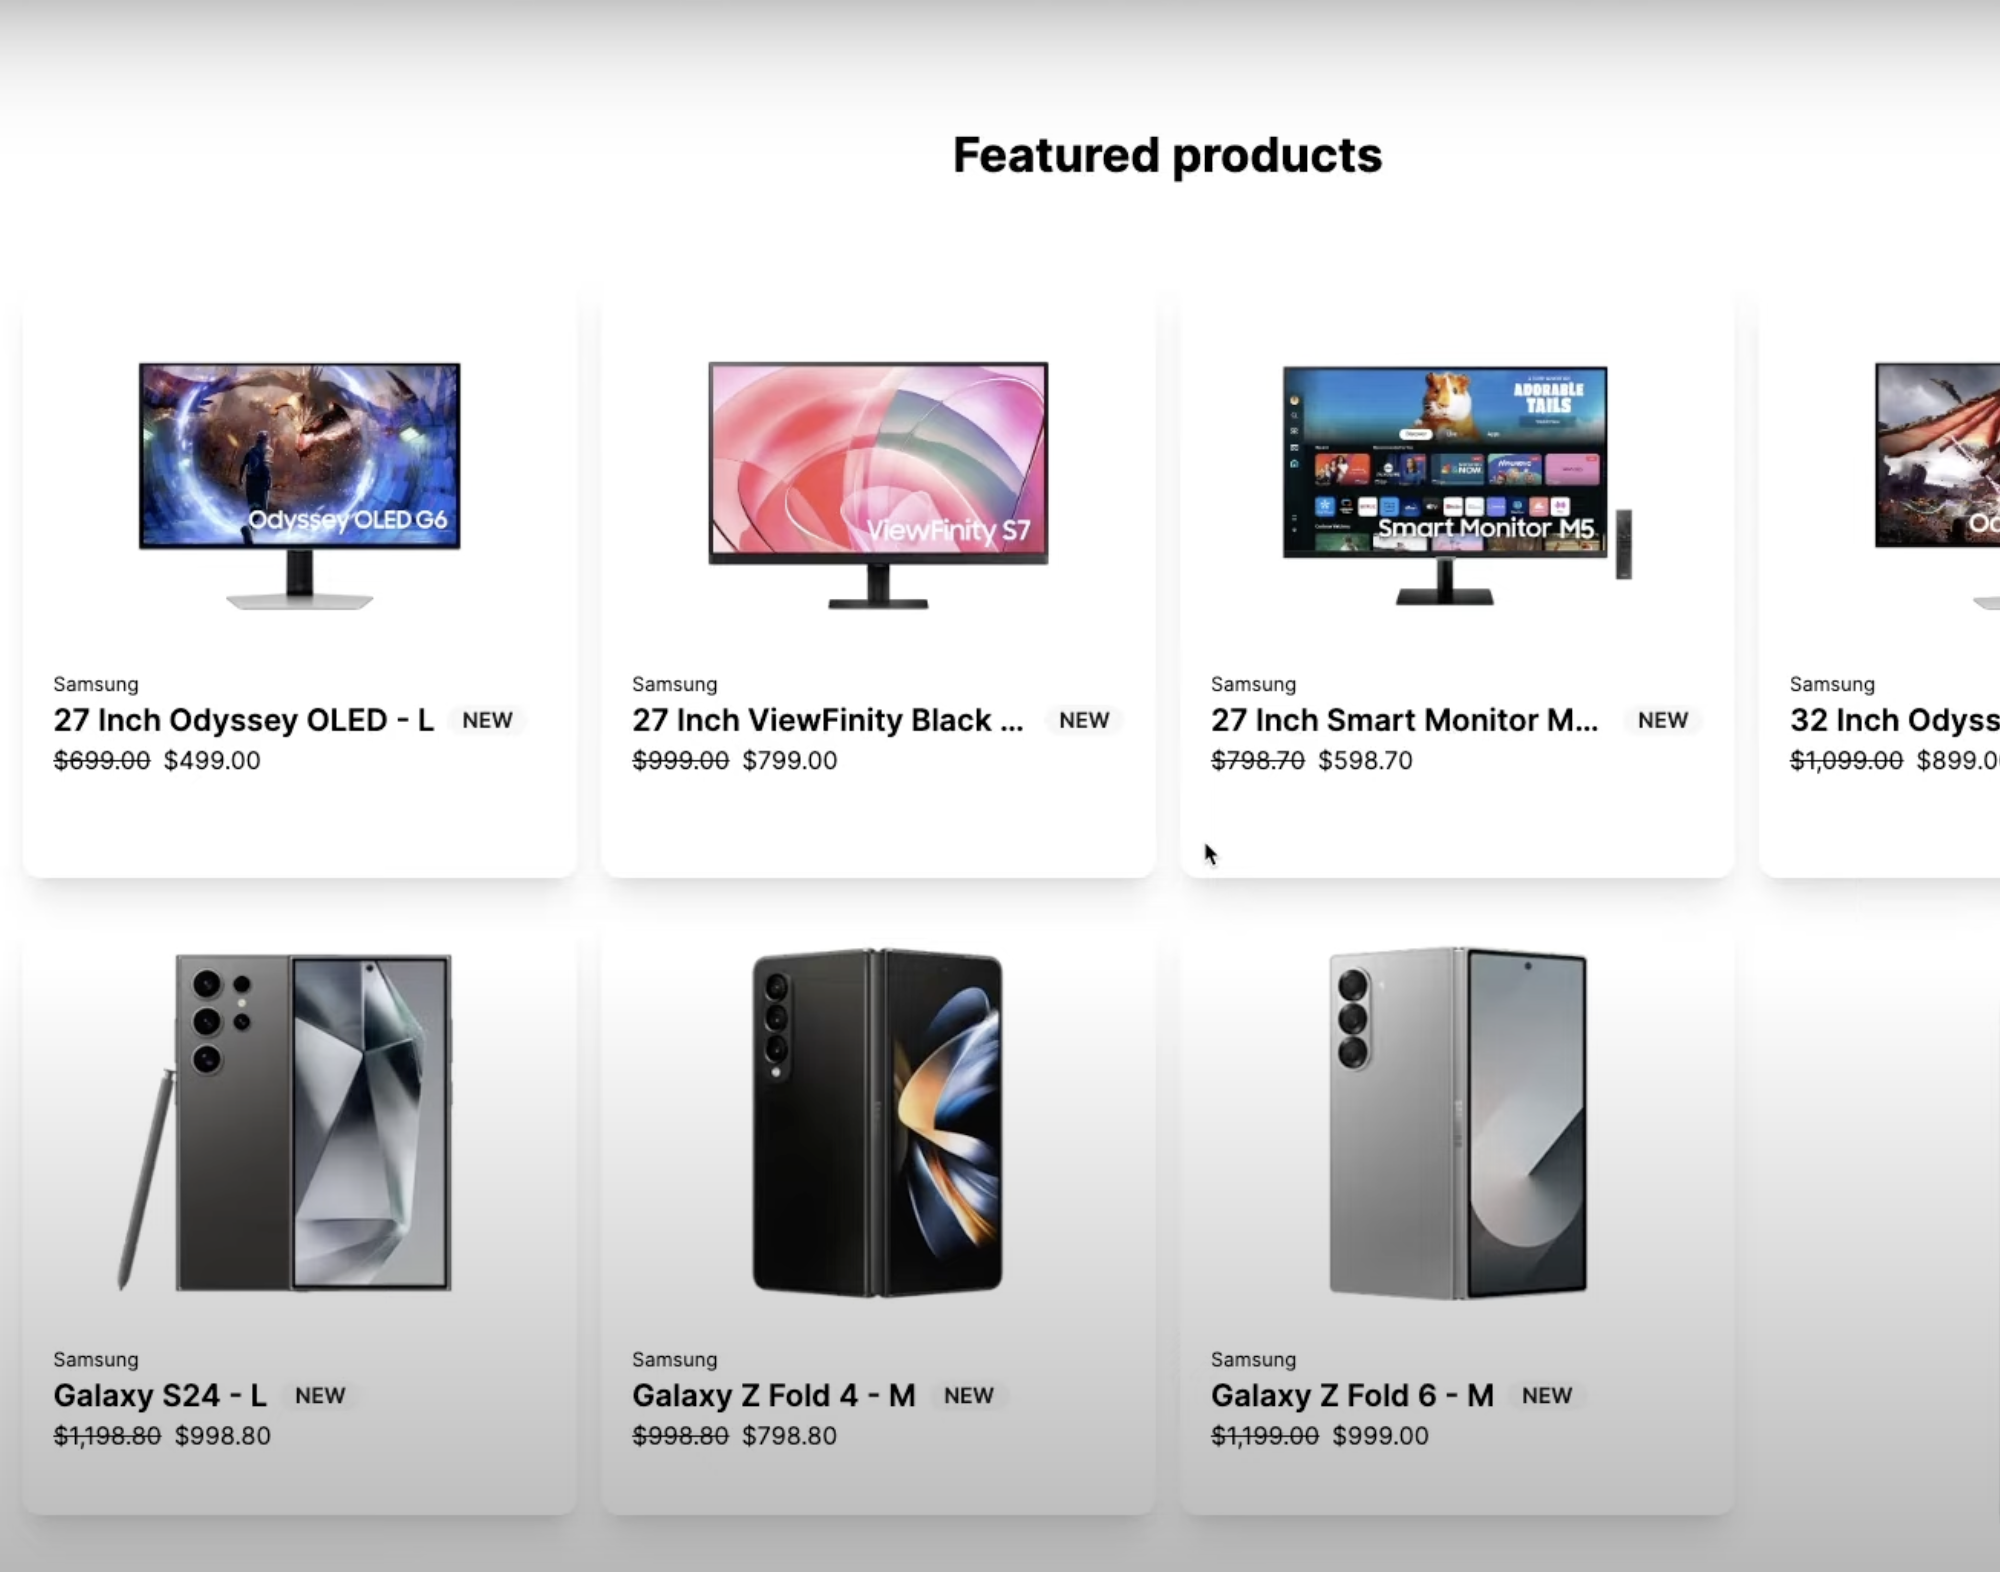 Featured products
Odyssey OLED G6
ViewFinity S7
ADORABLE
TAILS
Discover
Live
Apps
NOW
Smart Monitor M5
Samsung
27 Inch Odyssey OLED - L NEW
$699.00 $499.00
Samsung
27 Inch ViewFinity Black ... NEW
$999.00 $799.00
Samsung
27 Inch Smart Monitor M... NEW
$798.70 $598.70
Samsung
32 Inch Odyss
$1,099.00 $899.0
Samsung
Galaxy S24 - L NEW
$1,198.80 $998.80
Samsung
Galaxy Z Fold 4 - M NEW
$998.80 $798.80
Samsung
Galaxy Z Fold 6 - M NEW
$1,199.00 $999.00